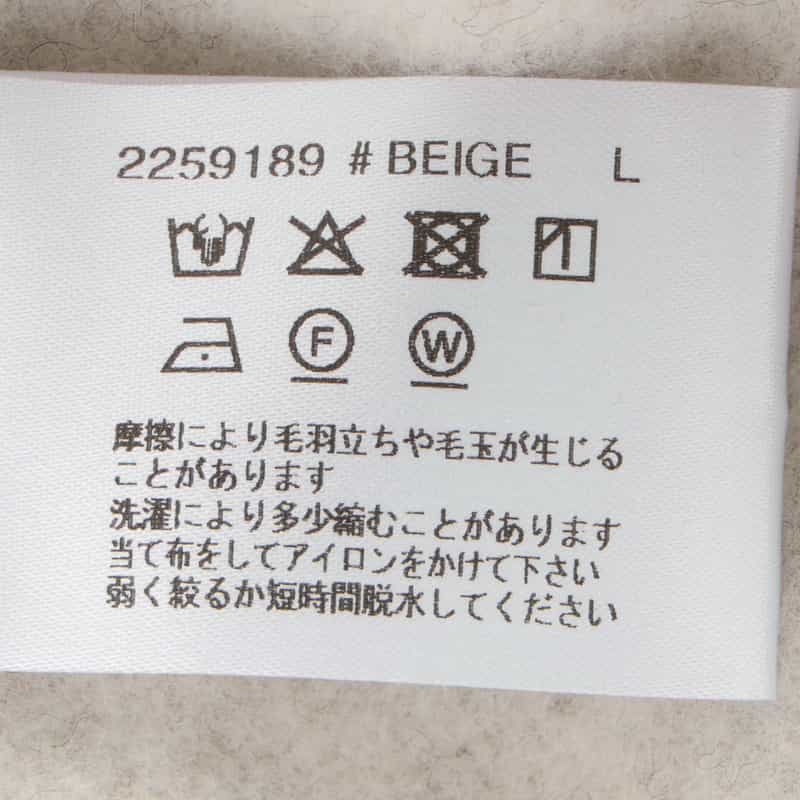 2259189 # BEIGE L
F W
摩擦により毛羽立ちや毛玉が生じる
ことがあります
洗濯により多少縮むことがあります
当て布をしてアイロンをかけて下さい
弱く絞るか短時間脱水してください